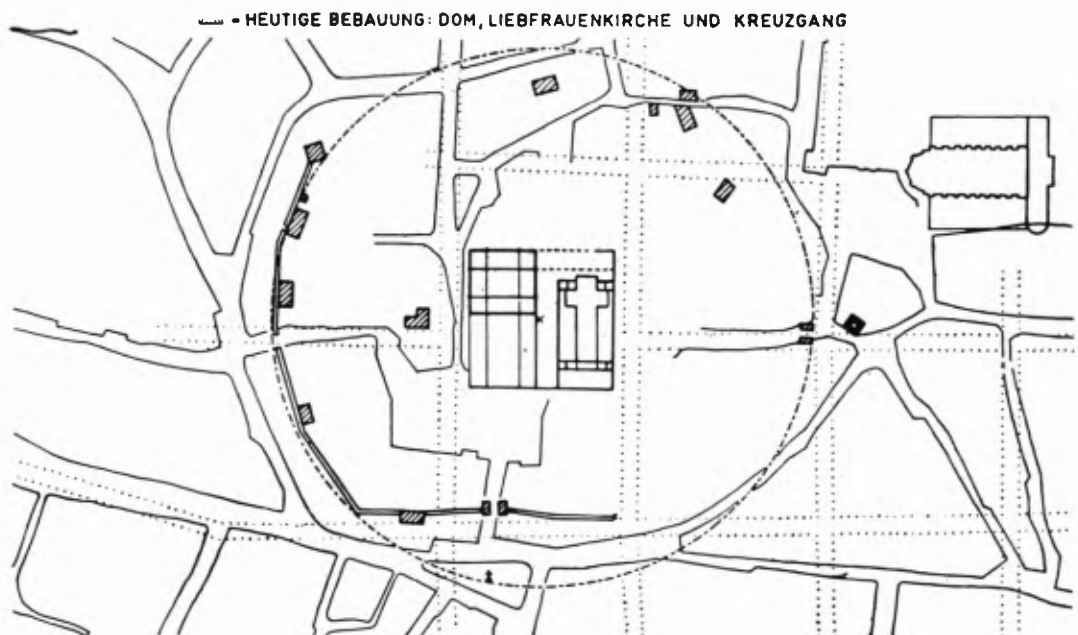 = HEUTIGE BEBAUUNG: DOM, LIEBFRAUENKIRCHE UND KREUZGANG